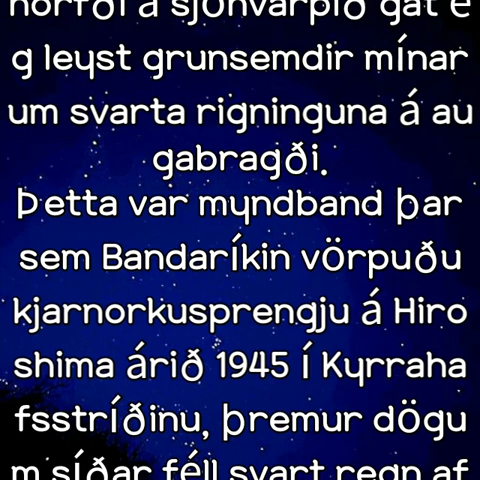 horfði á sjónvarpið gat é
g leyst grunsemdir mínar
um svarta rigninguna á au
gabragði.
Þetta var myndband þar
sem Bandaríkin vörpuðu
kjarnorkusprengju á Hiro
shima árið 1945 í Kyrraha
fsstríðinu, þremur dögu
m síðar féll svart regn af